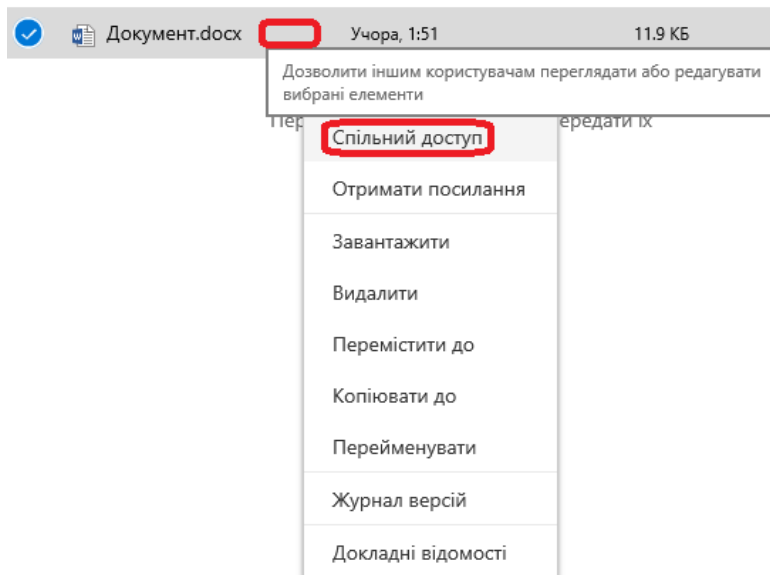 Документ.docx Учора, 1:51 11.9 КБ
Дозволити іншим користувачам переглядати або редагувати
вибрані елементи
Спільний доступ
Отримати посилання
Завантажити
Видалити
Перемістити до
Копіювати до
Перейменувати
Журнал версій
Докладні відомості